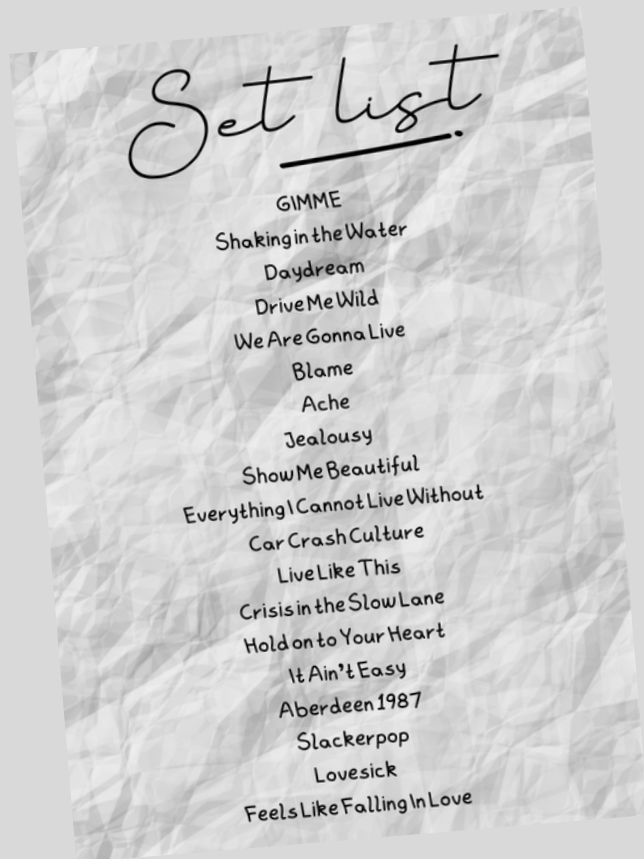 Set list
GIMME
Shaking in the Water
Daydream
Drive Me Wild
We Are Gonna Live
Blame
Ache
Jealousy
Show Me Beautiful
Everything I Cannot Live Without
Car Crash Culture
Live Like This
Crisis in the Slow Lane
Hold on to Your Heart
It Ain't Easy
Aberdeen 1987
Slackerpop
Lovesick
Feels Like Falling In Love